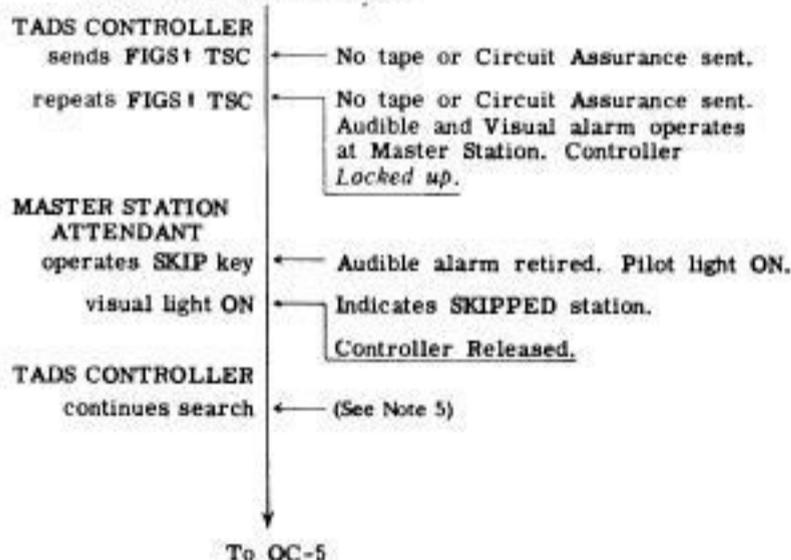 TADS CONTROLLER
sends FIGS↑ TSC No tape or Circuit Assurance sent.
repeats FIGS↑ TSC No tape or Circuit Assurance sent.
Audible and Visual alarm operates
at Master Station. Controller
Locked up.
MASTER STATION
ATTENDANT
operates SKIP key Audible alarm retired. Pilot light ON.
visual light ON Indicates SKIPPED station.
Controller Released.
TADS CONTROLLER
continues search (See Note 5)
To OC-5